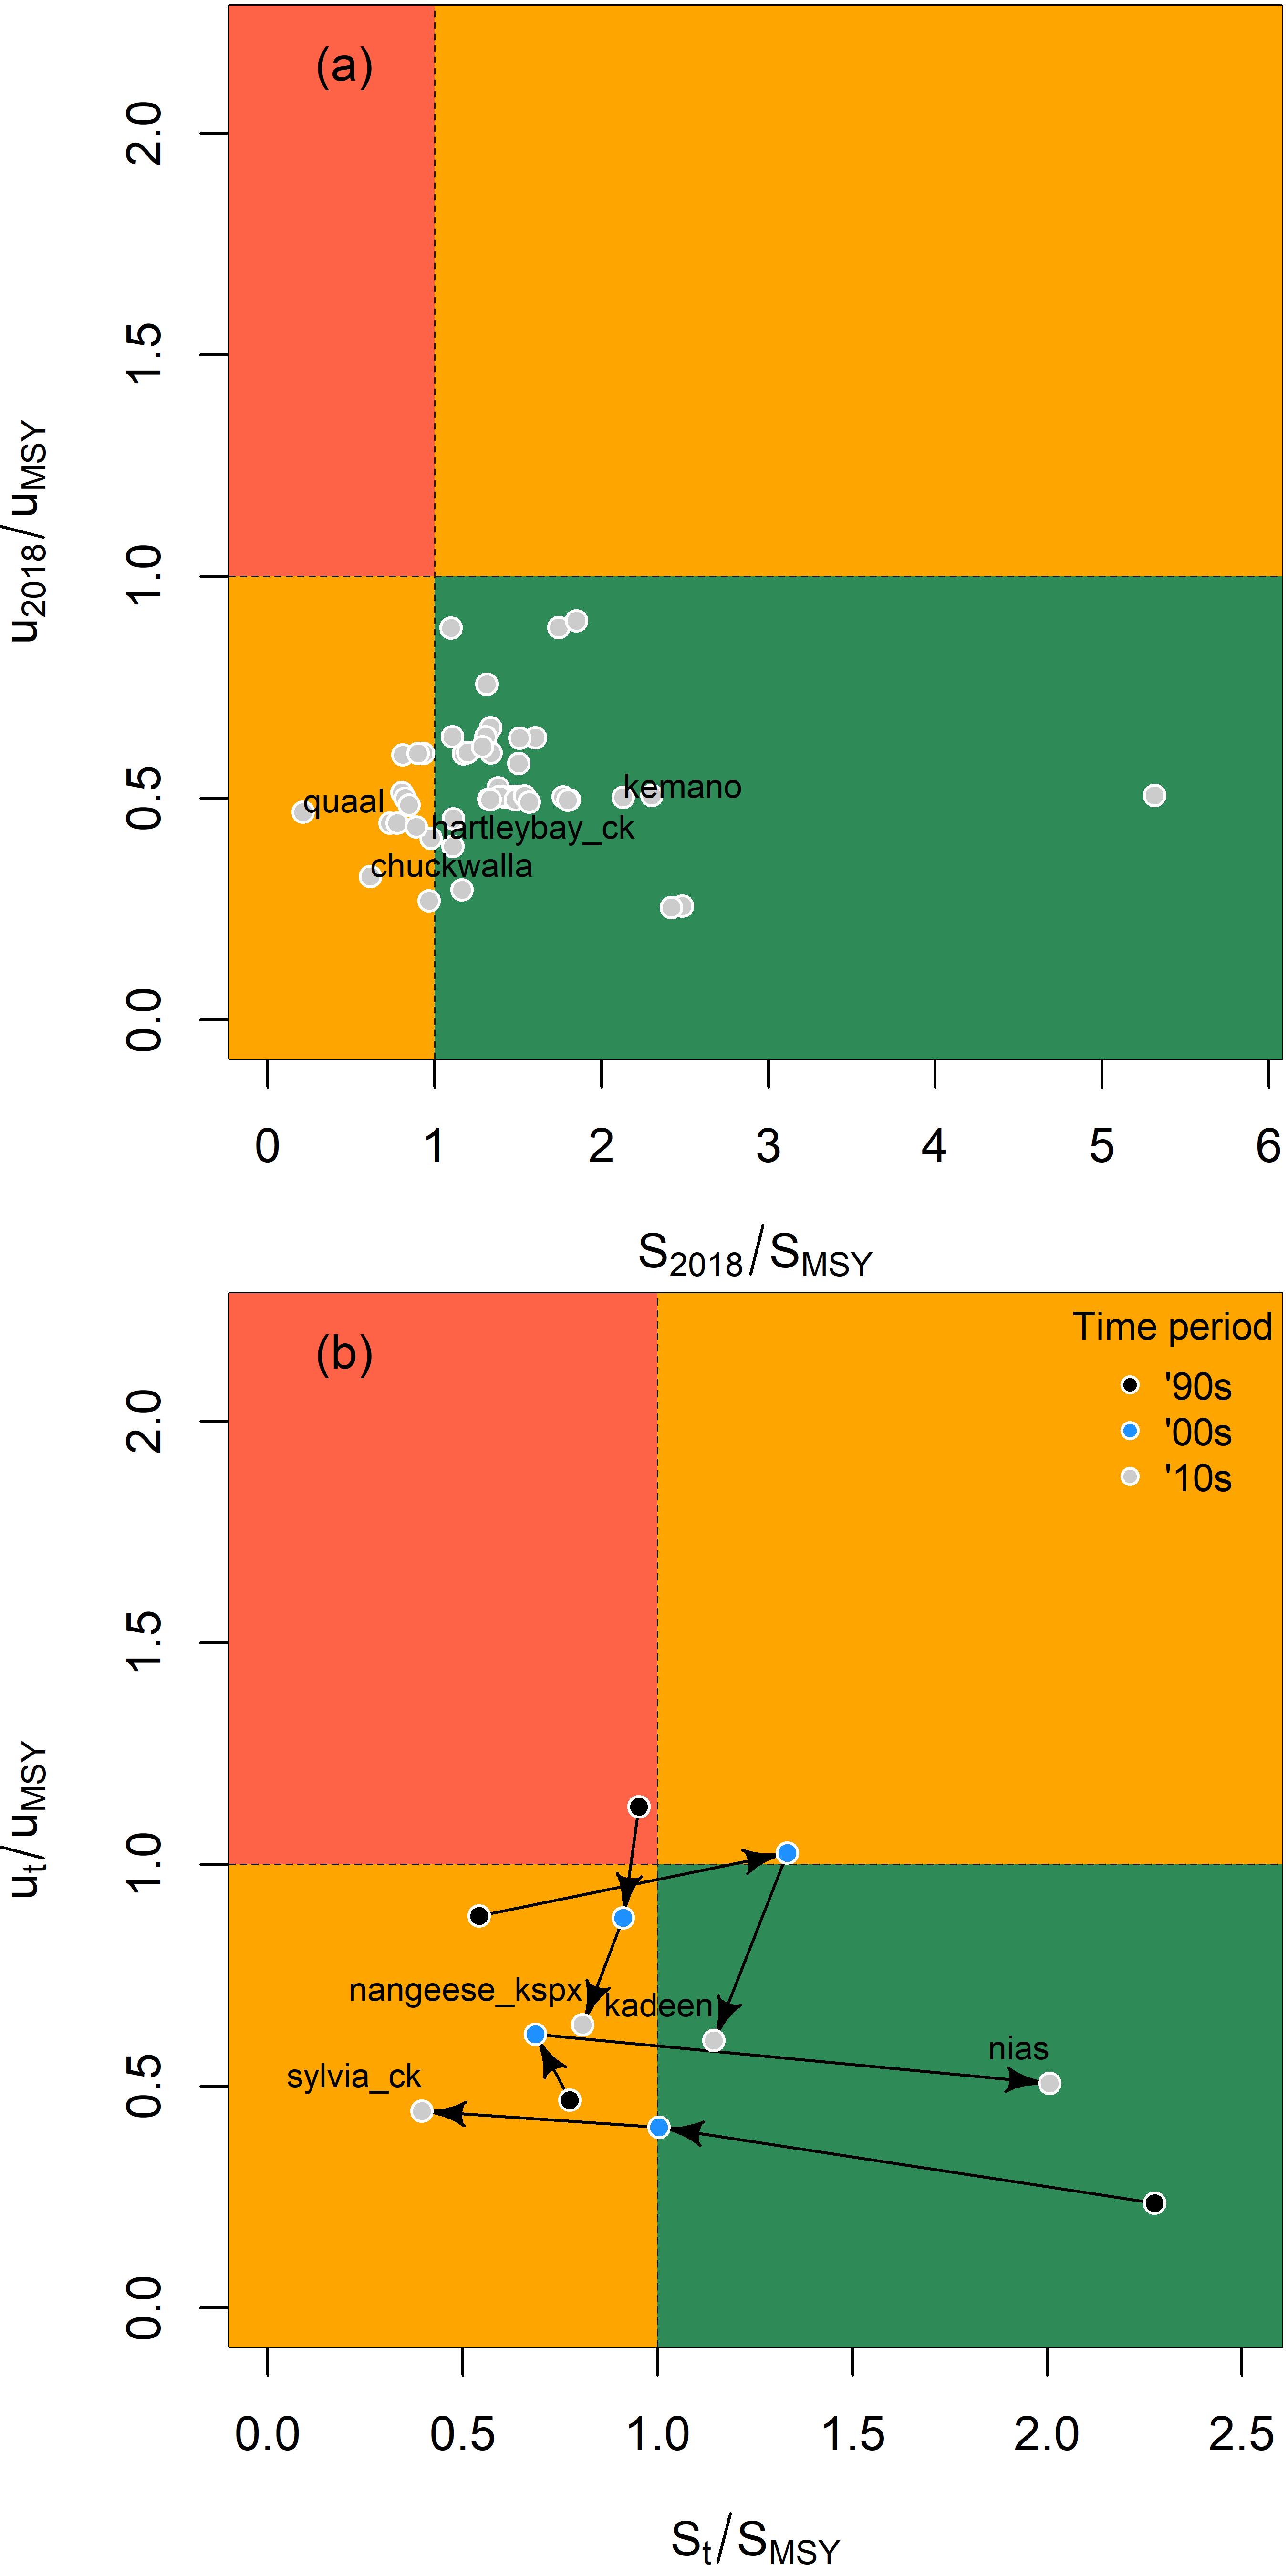 (a)
2.0
1.5
1.0
0.5
0.0
u2018/uMSY
kemano
quaal
hartleybay_ck
chuckwalla
0 1 2 3 4 5 6
S2018/SMSY
(b)
Time period
'90s
'00s
'10s
2.0
1.5
1.0
0.5
0.0
ut/uMSY
nangeese_kspx
kadeen
nias
sylvia_ck
0.0 0.5 1.0 1.5 2.0 2.5
St/SMSY